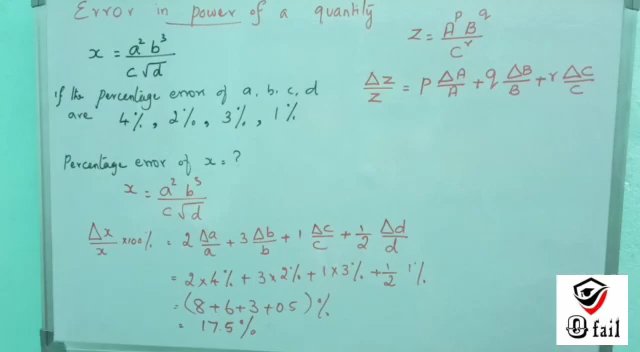 Error in power of a quantity
Z = A^p B^q / C^r
ΔZ/Z = p ΔA/A + q ΔB/B + r ΔC/C
x = a² b³ / c√d
if the percentage error of a, b, c, d
are 4%, 2%, 3%, 1%
Percentage error of x = ?
x = a² b³ / c√d
Δx/x ×100% = 2 Δa/a + 3 Δb/b + 1 Δc/c + 1/2 Δd/d
= 2×4% + 3×2% + 1×3% + 1/2 1%
= (8+6+3+0.5)%
= 17.5%
0 fail